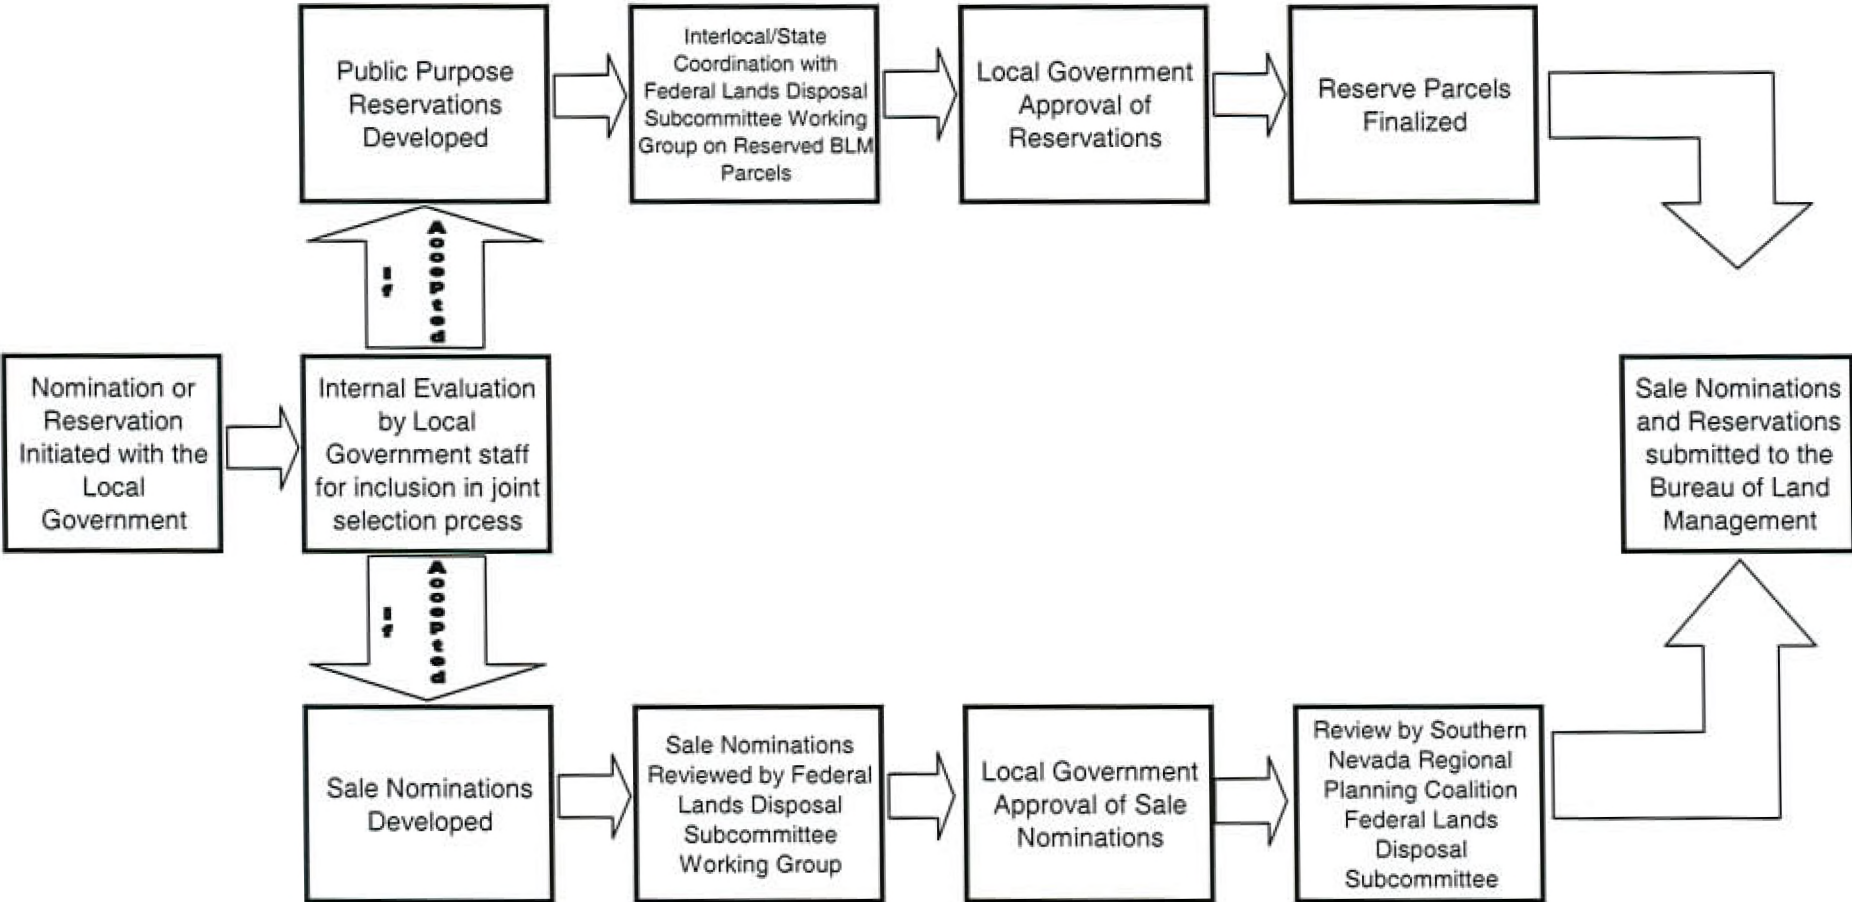 Public Purpose
Reservations
Developed
Interlocal/State
Coordination with
Federal Lands Disposal
Subcommittee Working
Group on Reserved BLM
Parcels
Local Government
Approval of
Reservations
Reserve Parcels
Finalized
If
Accepted
Nomination or
Reservation
Initiated with the
Local
Government
Internal Evaluation
by Local
Government staff
for inclusion in joint
selection prcess
Sale Nominations
and Reservations
submitted to the
Bureau of Land
Management
If
Accepted
Sale Nominations
Developed
Sale Nominations
Reviewed by Federal
Lands Disposal
Subcommittee
Working Group
Local Government
Approval of Sale
Nominations
Review by Southern
Nevada Regional
Planning Coalition
Federal Lands
Disposal
Subcommittee